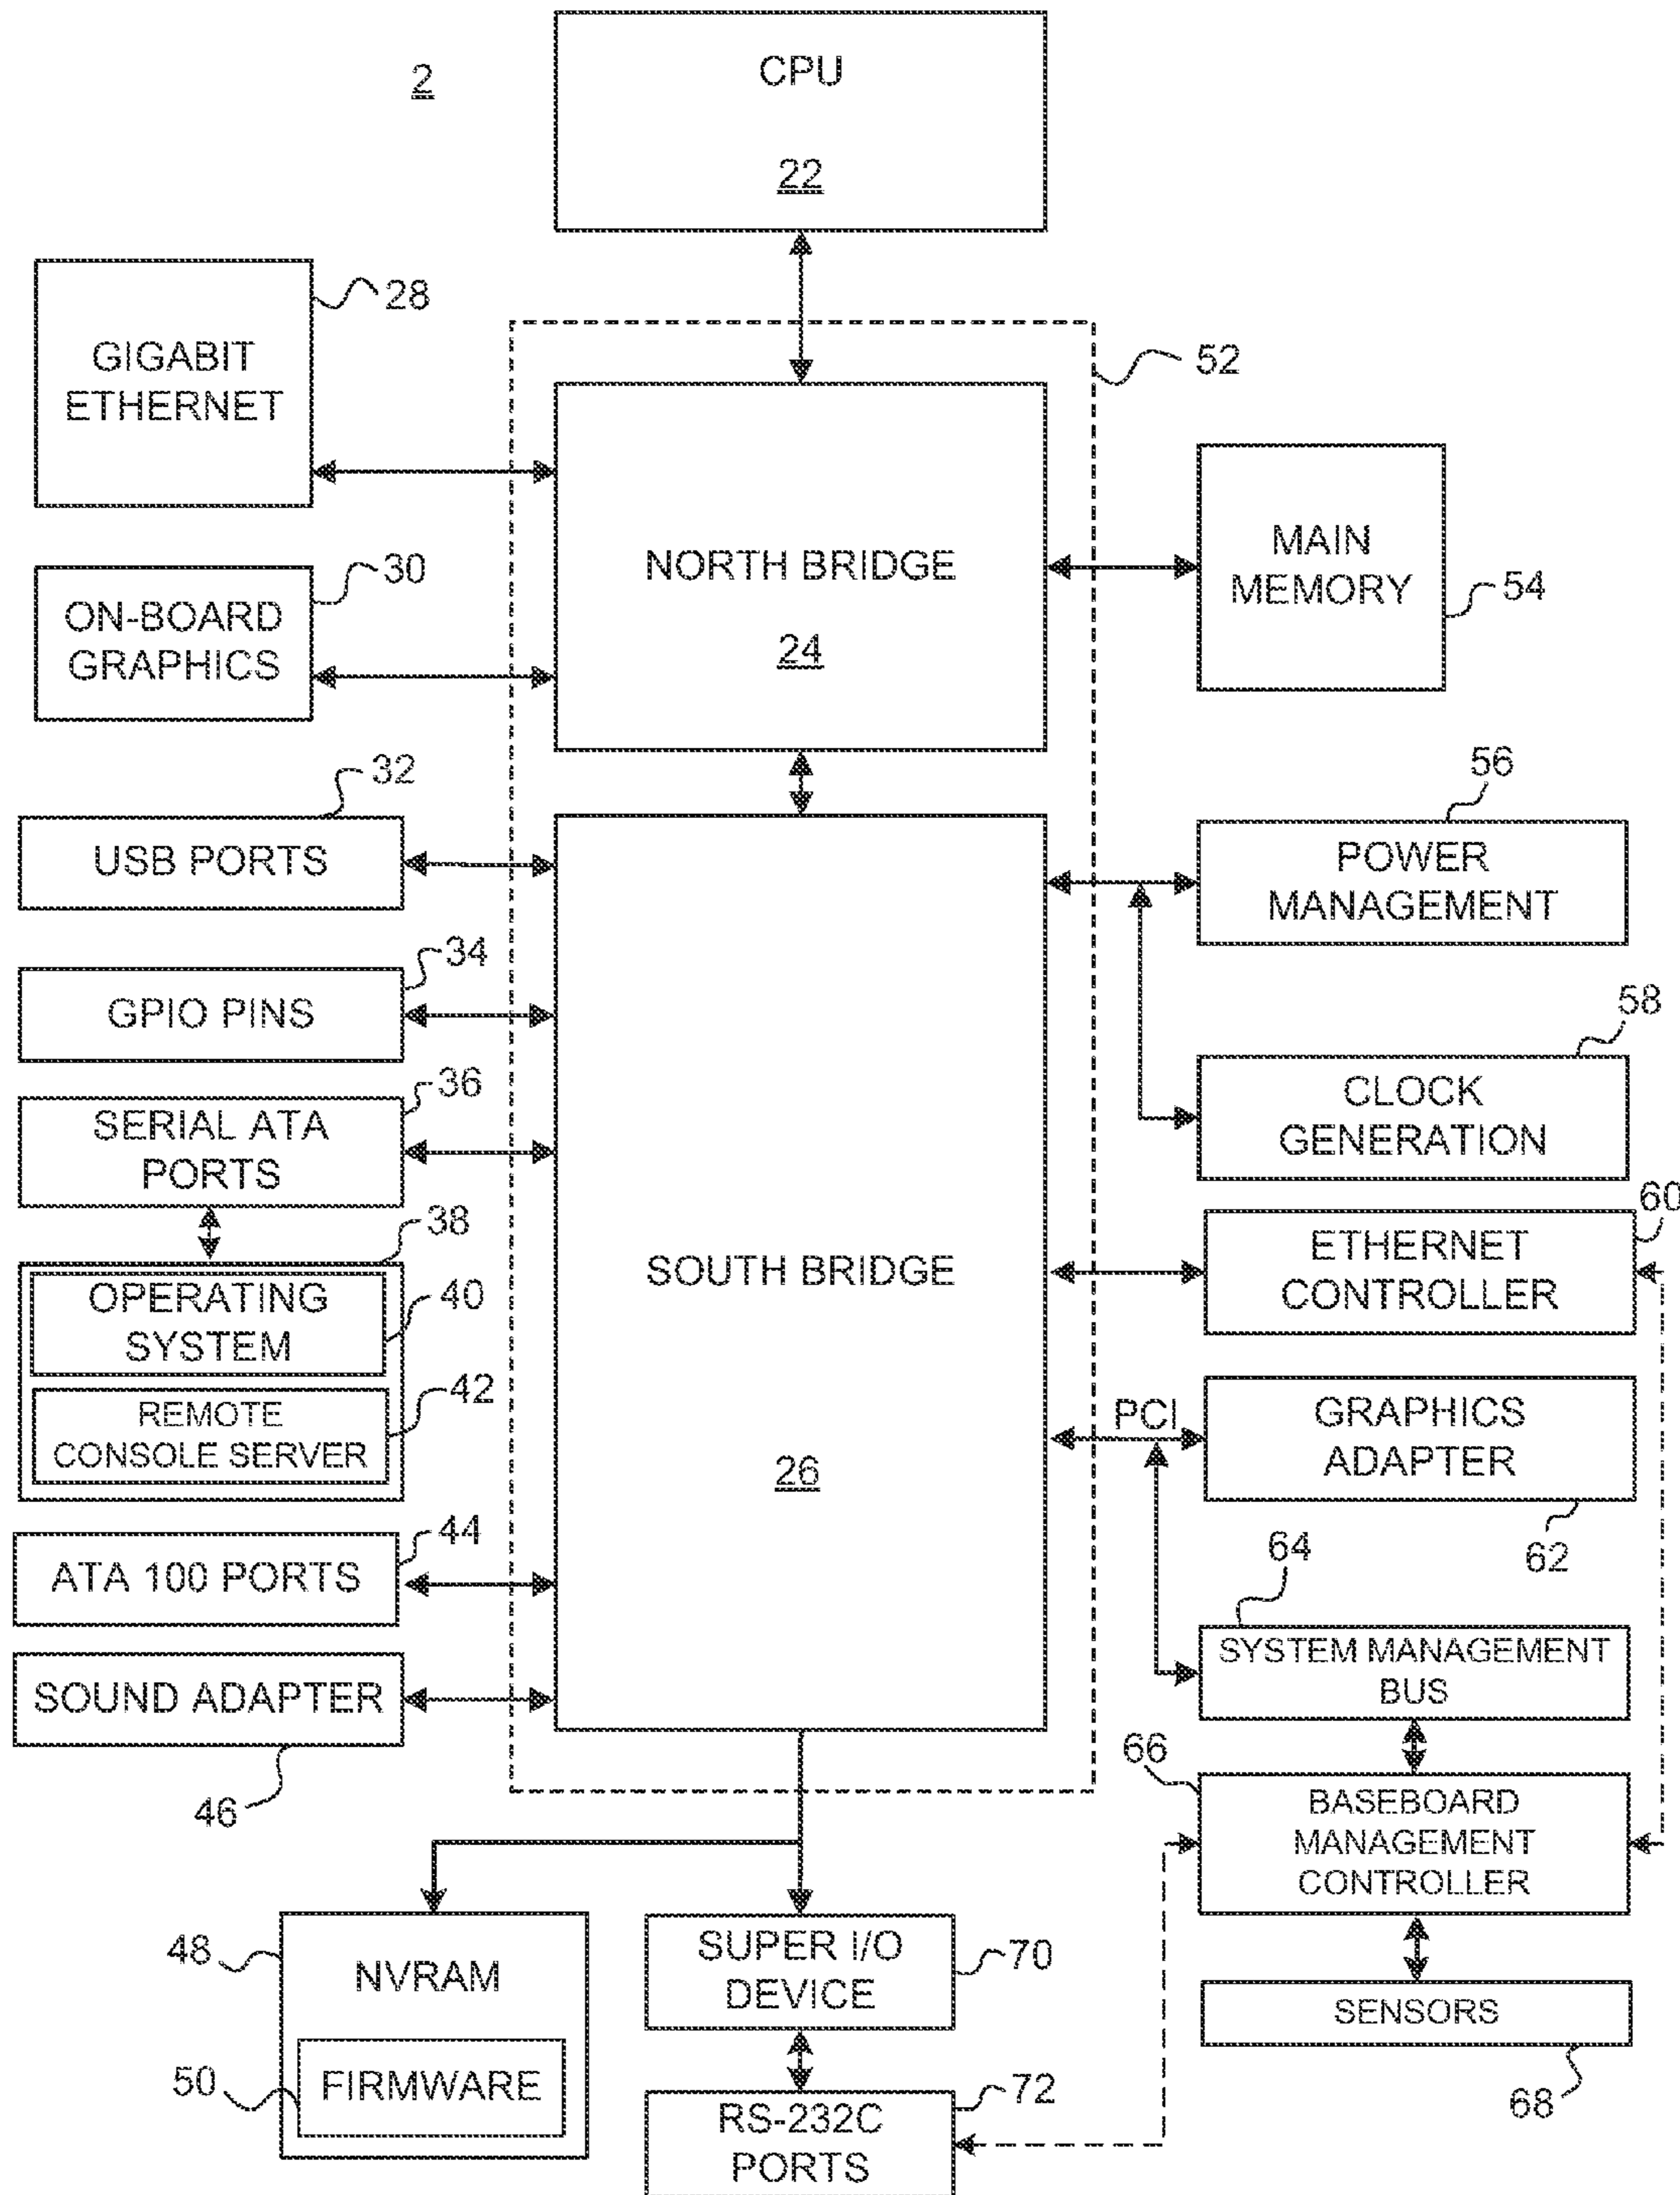 2
CPU
22
28
GIGABIT
ETHERNET
52
NORTH BRIDGE
24
MAIN
MEMORY
54
30
ON-BOARD
GRAPHICS
32
USB PORTS
56
POWER
MANAGEMENT
34
GPIO PINS
58
CLOCK
GENERATION
36
SERIAL ATA
PORTS
38
OPERATING
SYSTEM
40
REMOTE
CONSOLE SERVER
42
SOUTH BRIDGE
26
60
ETHERNET
CONTROLLER
PCI
GRAPHICS
ADAPTER
62
44
ATA 100 PORTS
64
SYSTEM MANAGEMENT
BUS
SOUND ADAPTER
46
66
BASEBOARD
MANAGEMENT
CONTROLLER
48
NVRAM
50
FIRMWARE
SUPER I/O
DEVICE
70
SENSORS
68
72
RS-232C
PORTS